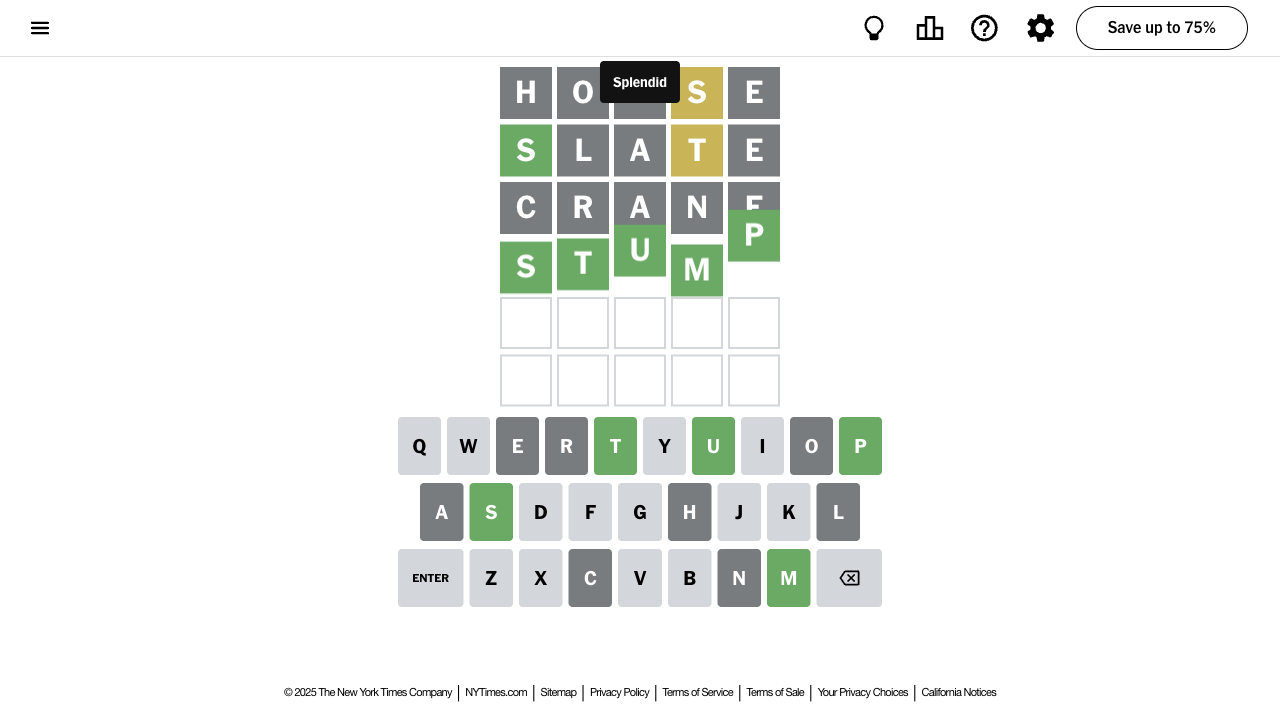 Save up to 75%
Splendid
H O S E
S L A T E
C R A N
S T U M P
Q W E R T Y U I O P
A S D F G H J K L
ENTER Z X C V B N M
© 2025 The New York Times Company | NYTimes.com | Sitemap | Privacy Policy | Terms of Service | Terms of Sale | Your Privacy Choices | California Notices